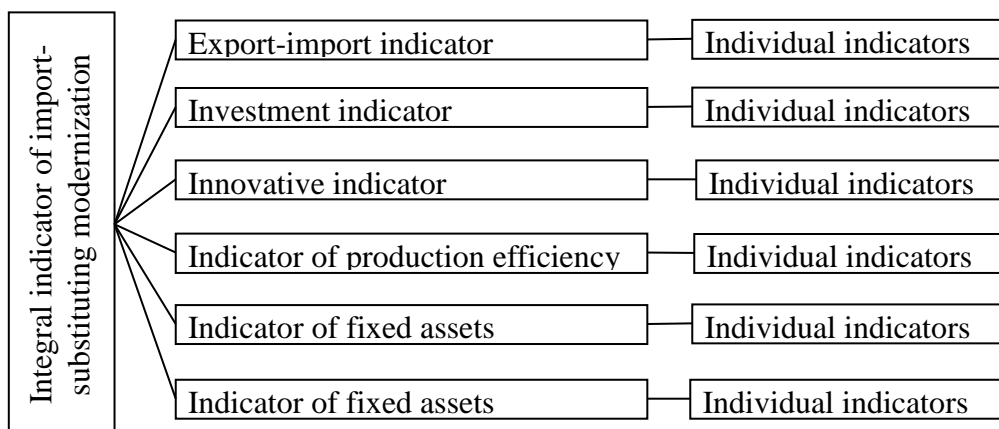 Integral indicator of import-
substituting modernization
Export-import indicator
Individual indicators
Investment indicator
Individual indicators
Innovative indicator
Individual indicators
Indicator of production efficiency
Individual indicators
Indicator of fixed assets
Individual indicators
Indicator of fixed assets
Individual indicators